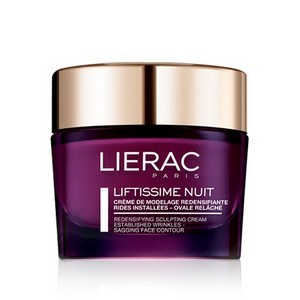 LIERAC
PARIS
LIFTISSIME NUIT
CRÈME DE MODELAGE REDENSIFIANTE
RIDES INSTALLÉES - OVALE RELÂCHÉ
REDENSIFYING SCULPTING CREAM
ESTABLISHED WRINKLES -
SAGGING FACE CONTOUR